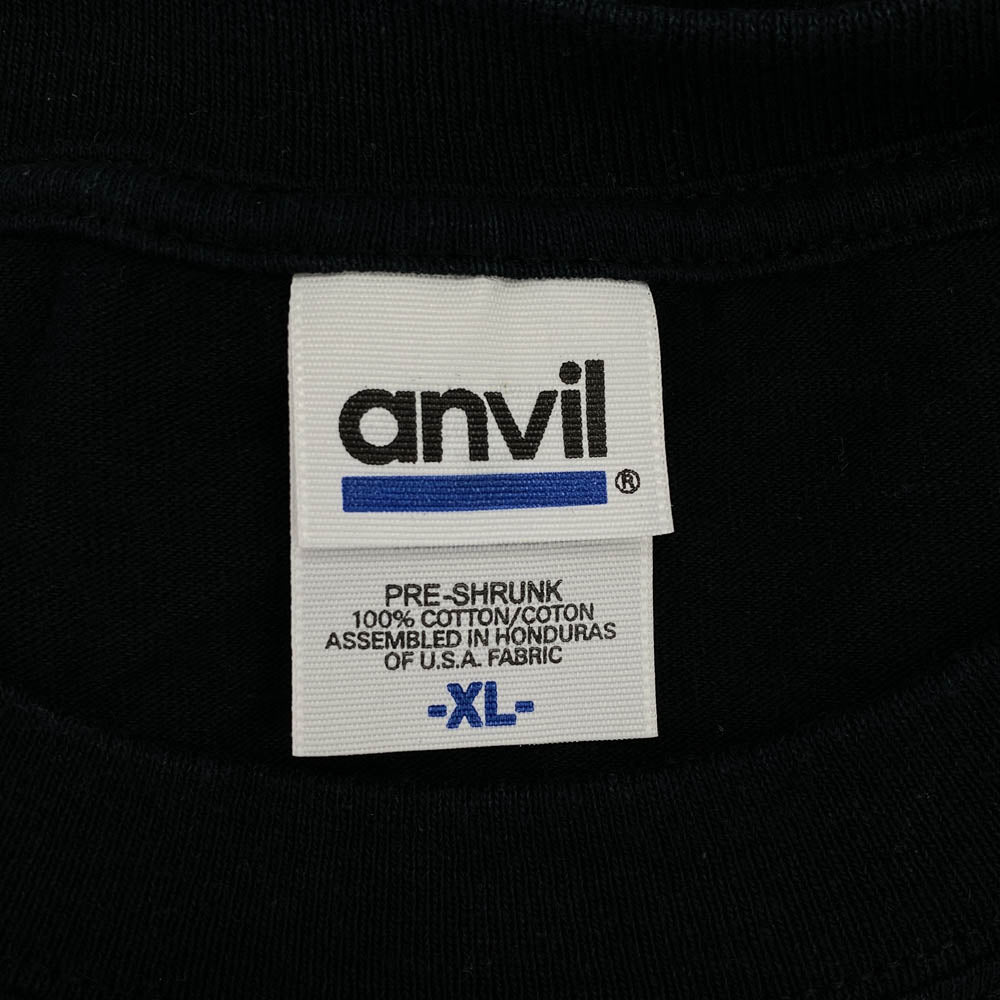 anvil
®
PRE-SHRUNK
100% COTTON/COTON
ASSEMBLED IN HONDURAS
OF U.S.A. FABRIC
-XL-